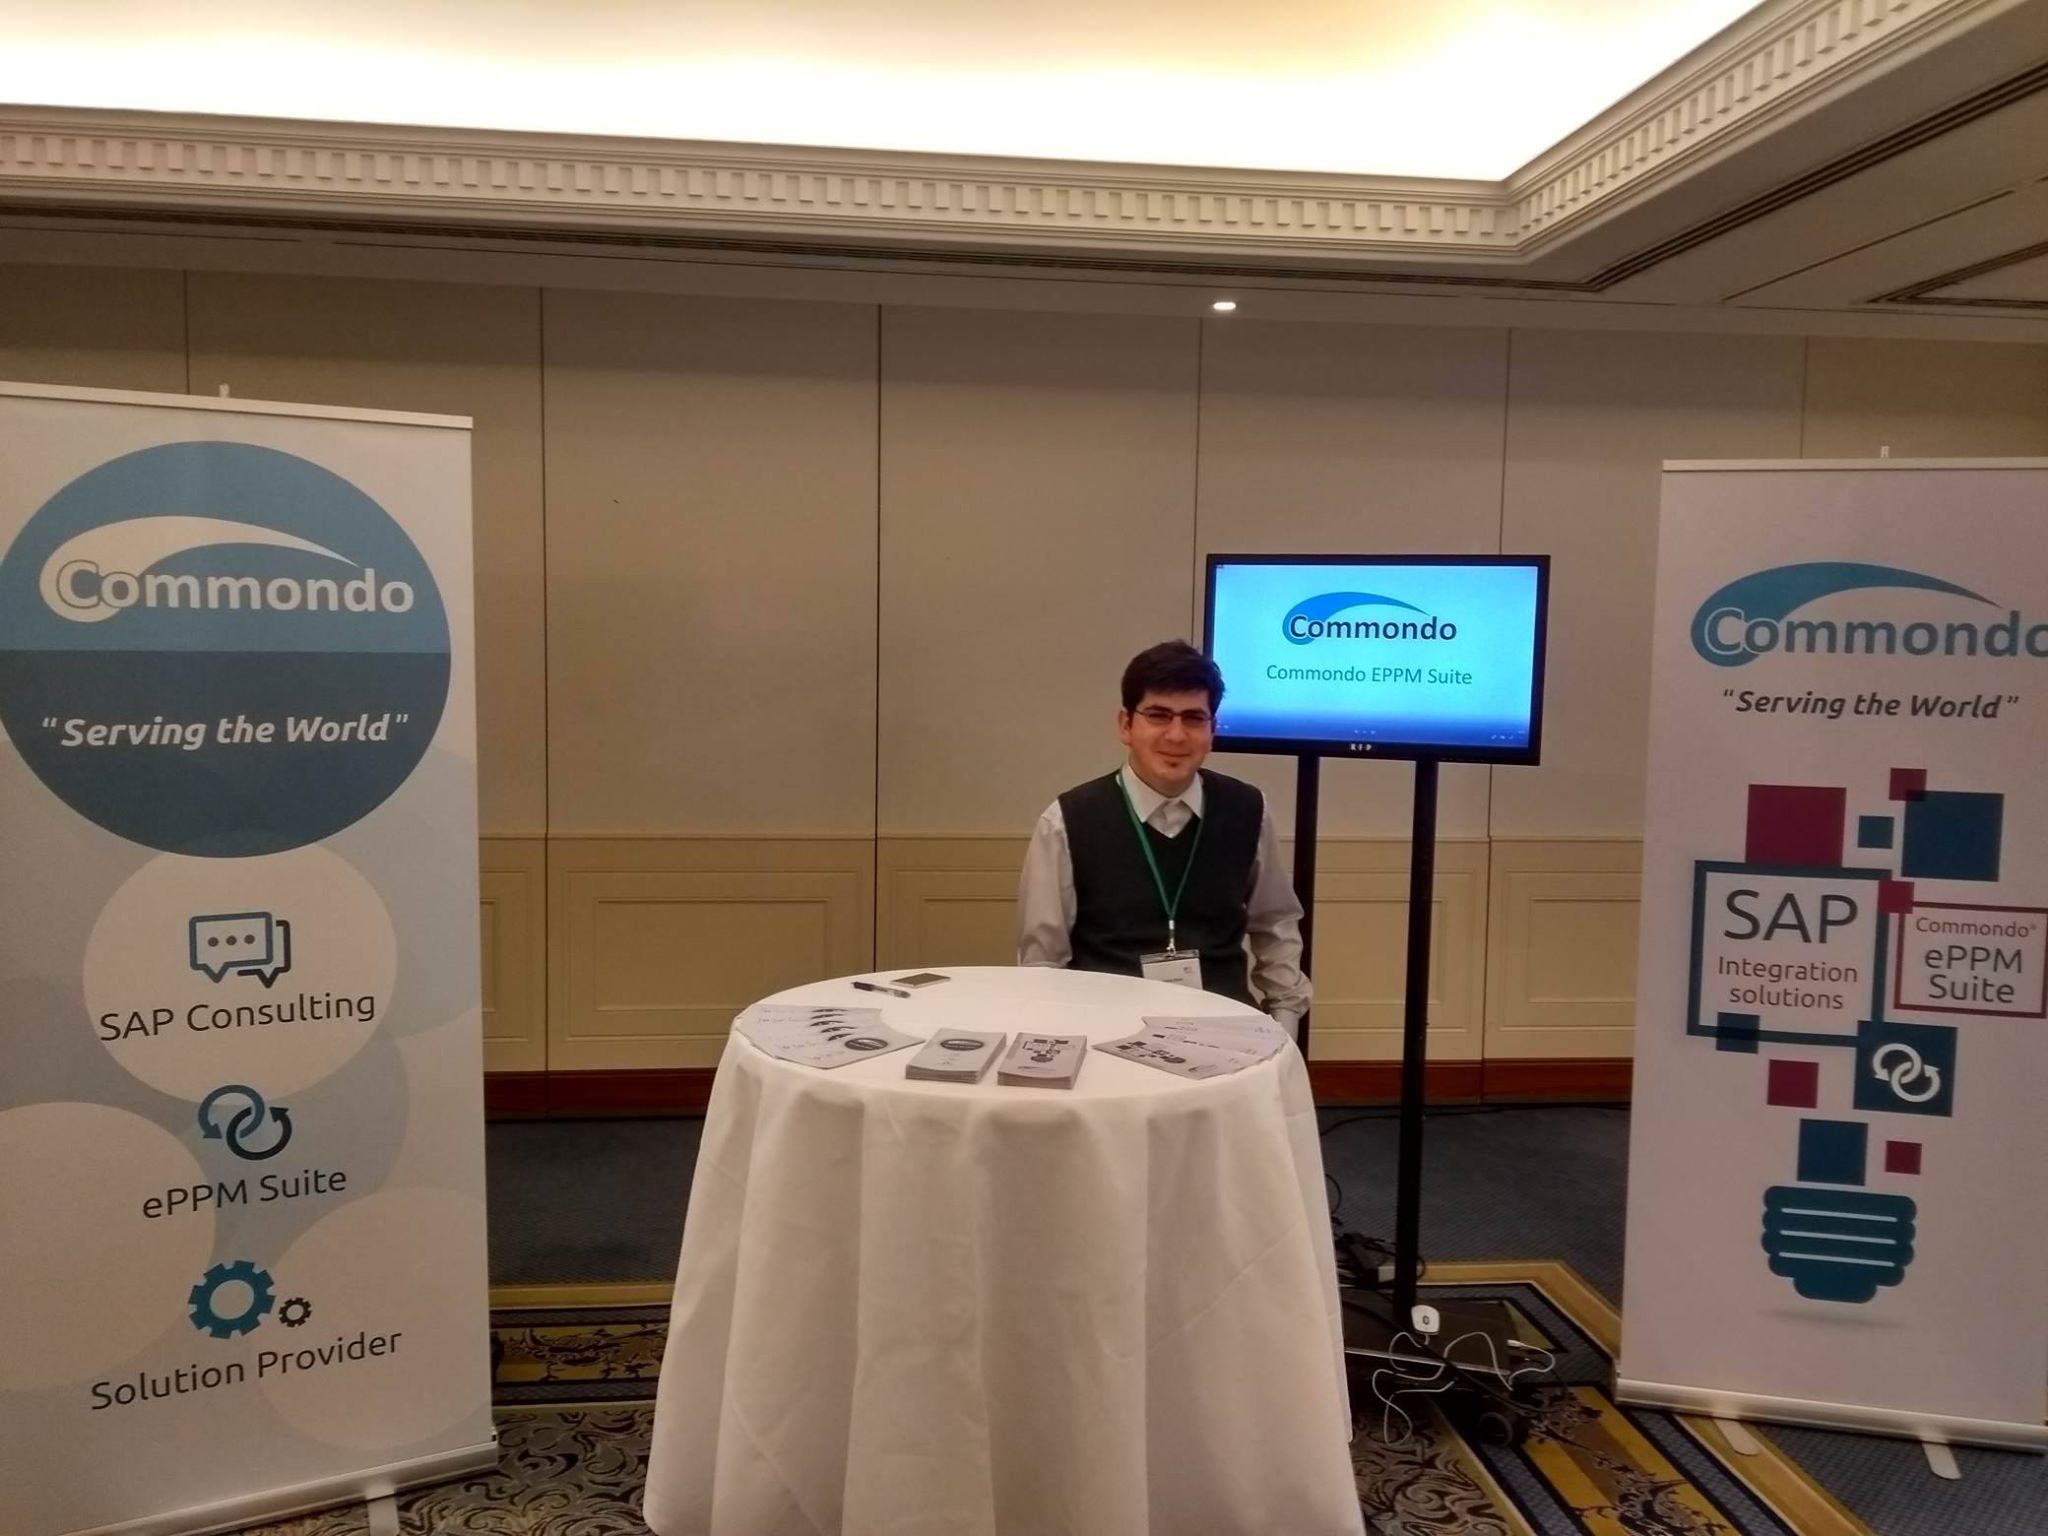 Commondo
“Serving the World”
SAP Consulting
ePPM Suite
Solution Provider
Commondo
Commondo EPPM Suite
Commondo
“Serving the World”
SAP
Integration
solutions
Commondo®
ePPM
Suite